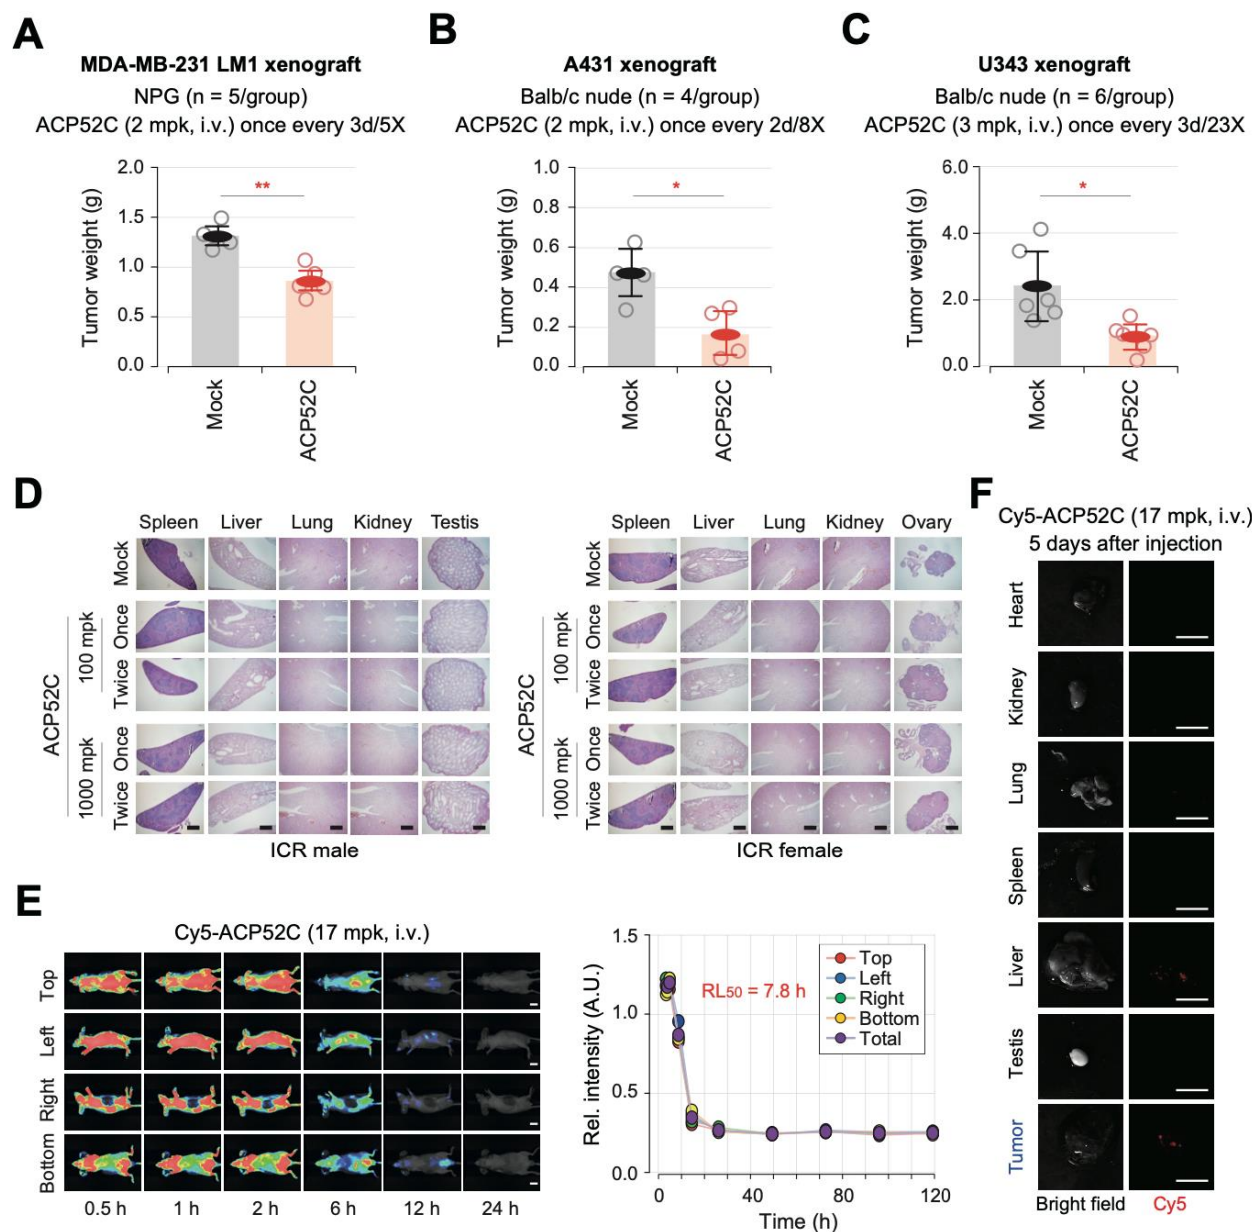 A
MDA-MB-231 LM1 xenograft
NPG (n = 5/group)
ACP52C (2 mpk, i.v.) once every 3d/5X
Tumor weight (g)
2.0
1.5
1.0
0.5
0.0
**
Mock
ACP52C
B
A431 xenograft
Balb/c nude (n = 4/group)
ACP52C (2 mpk, i.v.) once every 2d/8X
Tumor weight (g)
1.0
0.8
0.6
0.4
0.2
0.0
*
Mock
ACP52C
C
U343 xenograft
Balb/c nude (n = 6/group)
ACP52C (3 mpk, i.v.) once every 3d/23X
Tumor weight (g)
6.0
4.0
2.0
0.0
*
Mock
ACP52C
D
Spleen Liver Lung Kidney Testis
Mock
ACP52C
100 mpk
Once
Twice
1000 mpk
Once
Twice
ICR male
Spleen Liver Lung Kidney Ovary
Mock
ACP52C
100 mpk
Once
Twice
1000 mpk
Once
Twice
ICR female
E
Cy5-ACP52C (17 mpk, i.v.)
Top
Left
Right
Bottom
0.5 h 1 h 2 h 6 h 12 h 24 h
Rel. intensity (A.U.)
1.5
1.0
0.5
0.0
RL50 = 7.8 h
Top
Left
Right
Bottom
Total
0 40 80 120
Time (h)
F
Cy5-ACP52C (17 mpk, i.v.)
5 days after injection
Heart
Kidney
Lung
Spleen
Liver
Testis
Tumor
Bright field Cy5